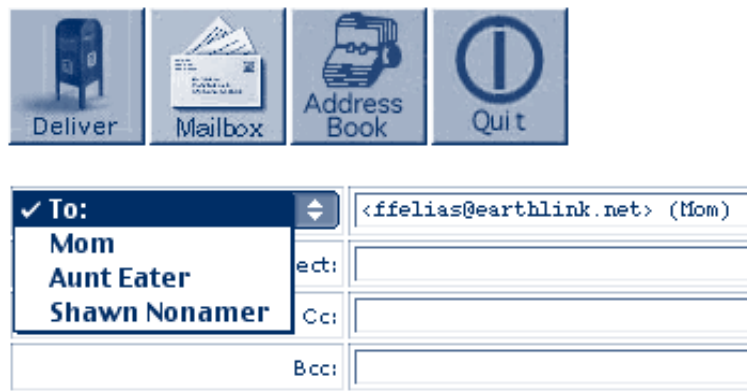 Deliver
Mailbox
Address
Book
Quit
To:
<ffelias@earthlink.net> (Mom)
Mom
Aunt Eater
ect:
Shawn Nonamer
Cc:
Bcc: